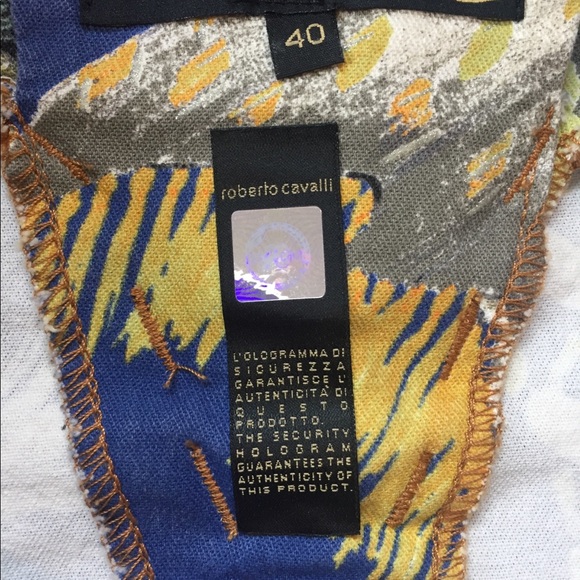 40
roberto cavalli
L'OLOGRAMMA DI
SICUREZZA
GARANTISCE L'
AUTENTICITÀ DI
QUESTO
PRODOTTO.
THE SECURITY
HOLOGRAM
GUARANTEES THE
AUTHENTICITY OF
THIS PRODUCT.